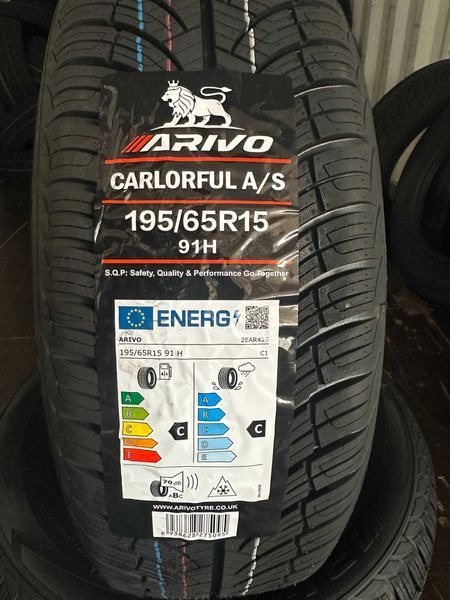 ARIVO
CARLORFUL A/S
195/65R15
91H
S.Q.P: Safety, Quality & Performance Go Together
ENERG
ARIVO
195/65R15 91 H C1
A A
B B
C C C C
D D
E E
70 dB
ABC
WWW.ARIVOTYRE.CO.UK